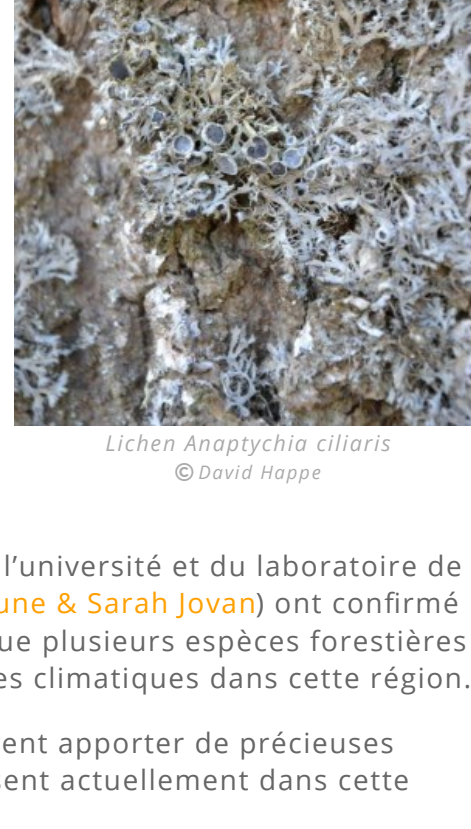 Lichen Anaptychia ciliaris
© David Happe
l’université et du laboratoire de
une & Sarah Jovan) ont confirmé
ue plusieurs espèces forestières
es climatiques dans cette région.
ent apporter de précieuses
sent actuellement dans cette